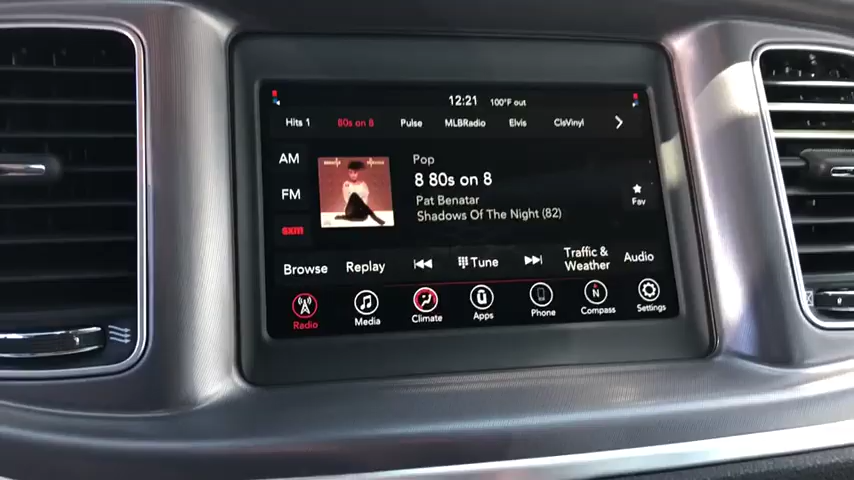 12:21 100°F out
Hits 1 80s on 8 Pulse MLBRadio Elvis ClsVinyl
AM
FM
sxm
Pop
8 80s on 8
Pat Benatar
Shadows Of The Night (82)
Fav
Browse Replay Tune Traffic & Weather Audio
Radio Media Climate Apps Phone Compass Settings
N